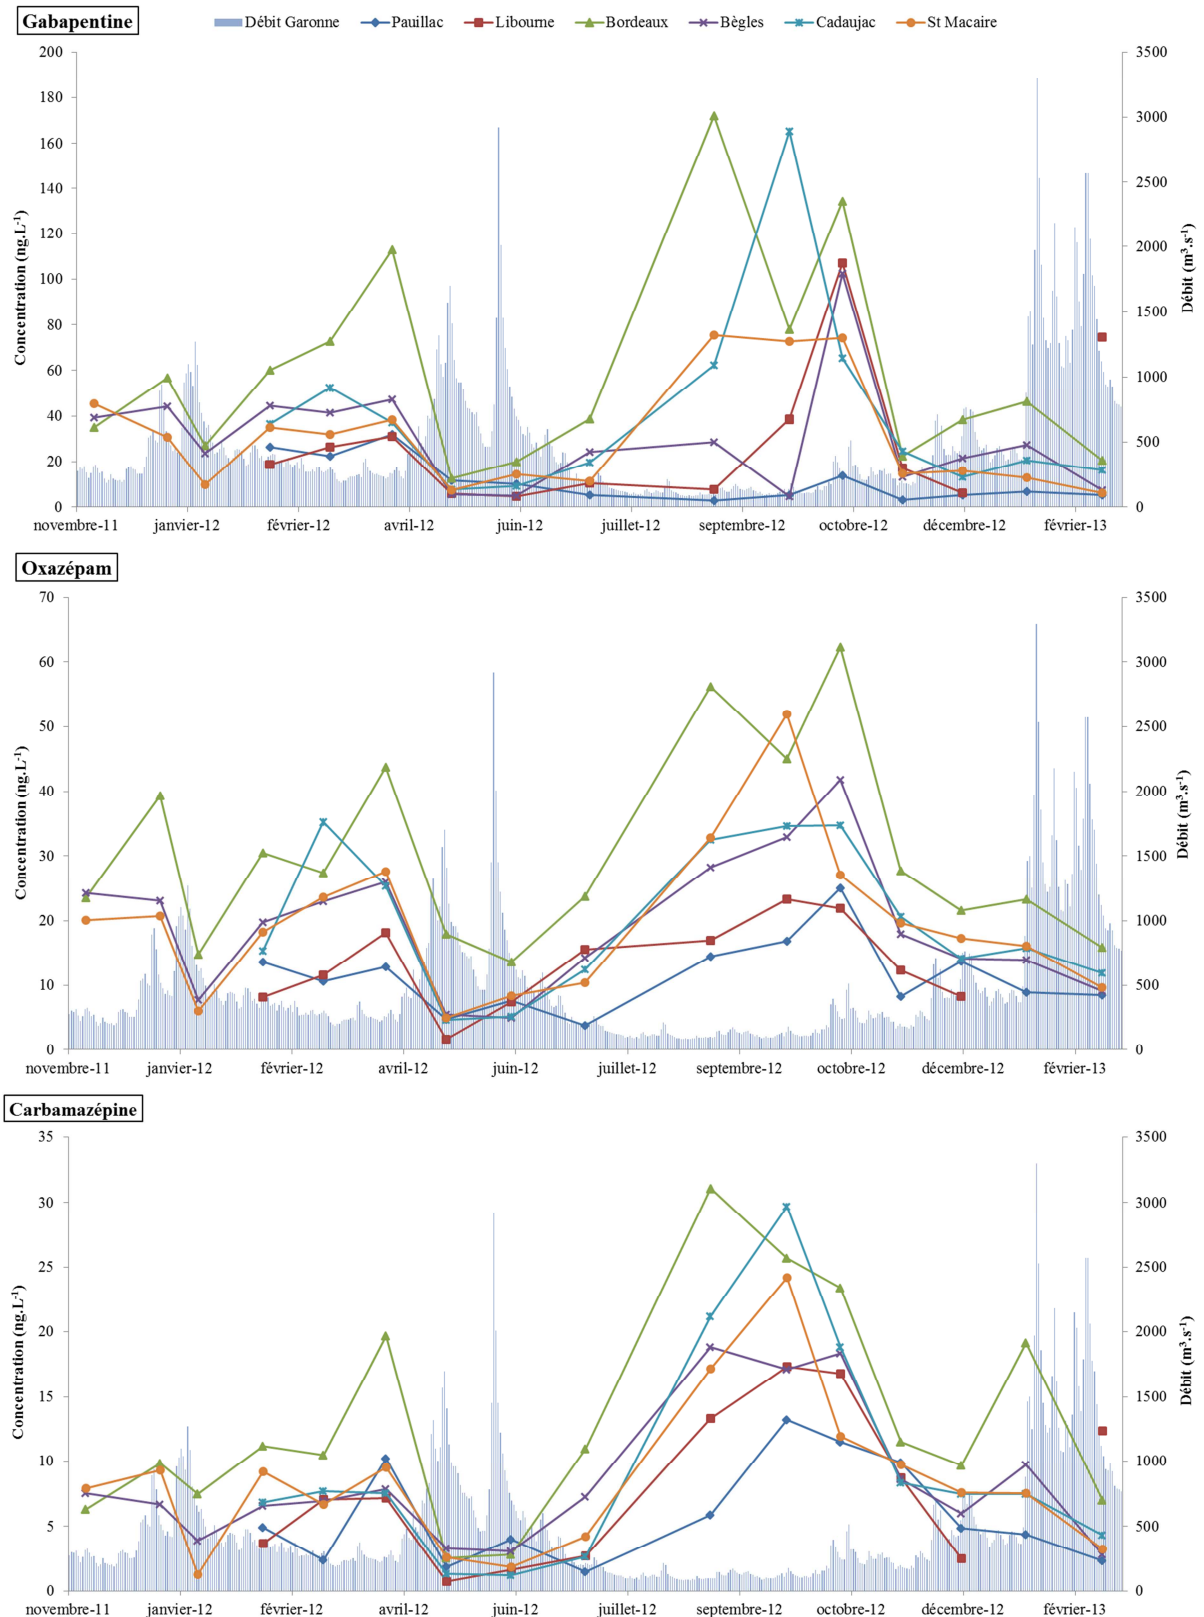 Gabapentine
Débit Garonne Pauillac Libourne Bordeaux Bègles Cadaujac St Macaire
200 3500
180
3000
160
140 2500
120
2000
100
80 1500
60
1000
40
500
20
0 0
Concentration (ng.L-1)
Débit (m3.s-1)
novembre-11 janvier-12 février-12 avril-12 juin-12 juillet-12 septembre-12 octobre-12 décembre-12 février-13
Oxazépam
70 3500
60 3000
50 2500
40 2000
30 1500
20 1000
10 500
0 0
Concentration (ng.L-1)
Débit (m3.s-1)
novembre-11 janvier-12 février-12 avril-12 juin-12 juillet-12 septembre-12 octobre-12 décembre-12 février-13
Carbamazépine
35 3500
30 3000
25 2500
20 2000
15 1500
10 1000
5 500
0 0
Concentration (ng.L-1)
Débit (m3.s-1)
novembre-11 janvier-12 février-12 avril-12 juin-12 juillet-12 septembre-12 octobre-12 décembre-12 février-13